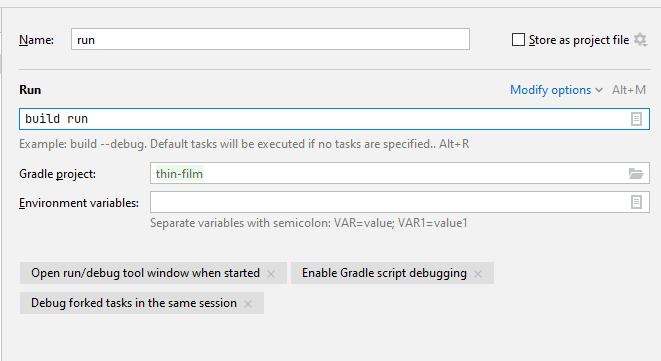 Name: run Store as project file
Run Modify options Alt+M
build run
Example: build --debug. Default tasks will be executed if no tasks are specified.. Alt+R
Gradle project: thin-film
Environment variables:
Separate variables with semicolon: VAR=value; VAR1=value1
Open run/debug tool window when started × Enable Gradle script debugging ×
Debug forked tasks in the same session ×